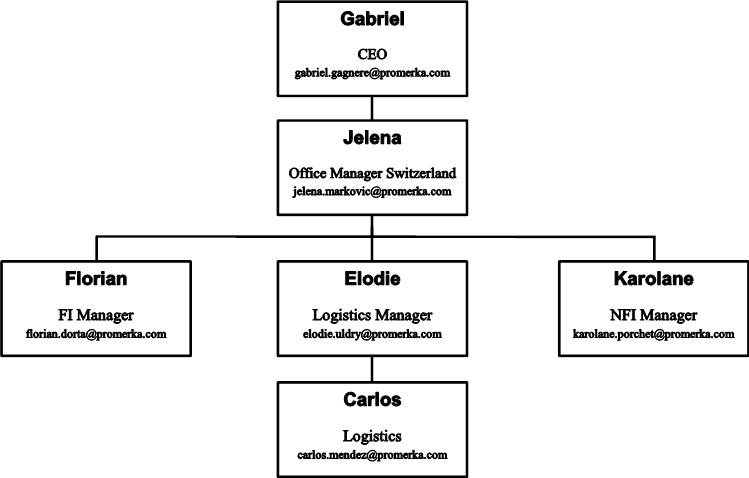 Gabriel
CEO
gabriel.gagnere@promerka.com
Jelena
Office Manager Switzerland
jelena.markovic@promerka.com
Florian
FI Manager
florian.dorta@promerka.com
Elodie
Logistics Manager
elodie.uldry@promerka.com
Karolane
NFI Manager
karolane.porchet@promerka.com
Carlos
Logistics
carlos.mendez@promerka.com